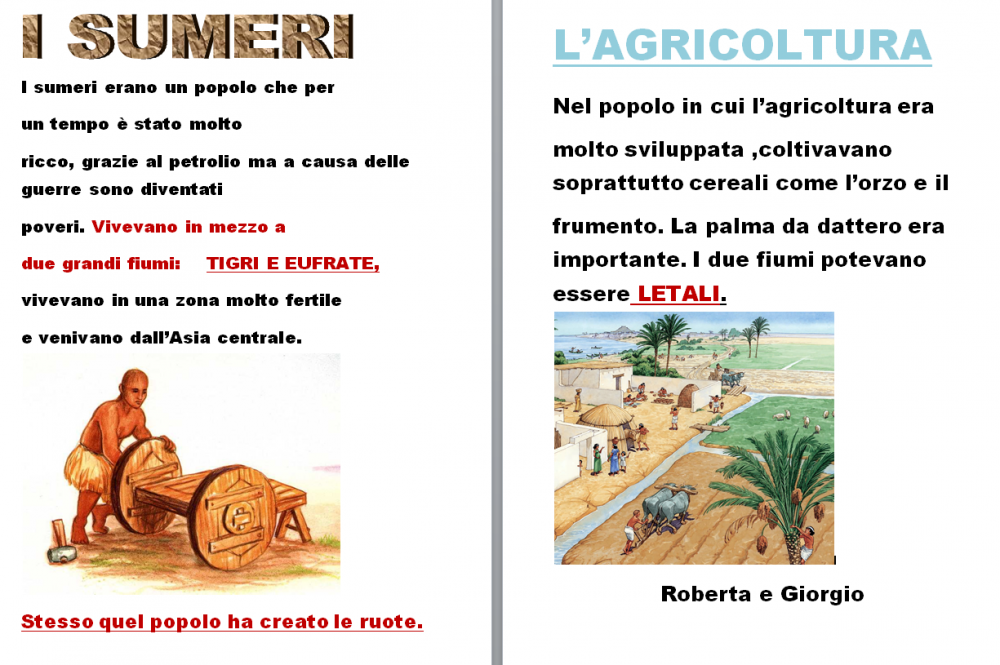 I SUMERI
I sumeri erano un popolo che per
un tempo è stato molto
ricco, grazie al petrolio ma a causa delle
guerre sono diventati
poveri. Vivevano in mezzo a
due grandi fiumi: TIGRI E EUFRATE,
vivevano in una zona molto fertile
e venivano dall'Asia centrale.
Stesso quel popolo ha creato le ruote.
L'AGRICOLTURA
Nel popolo in cui l'agricoltura era
molto sviluppata ,coltivavano
soprattutto cereali come l'orzo e il
frumento. La palma da dattero era
importante. I due fiumi potevano
essere LETALI.
Roberta e Giorgio